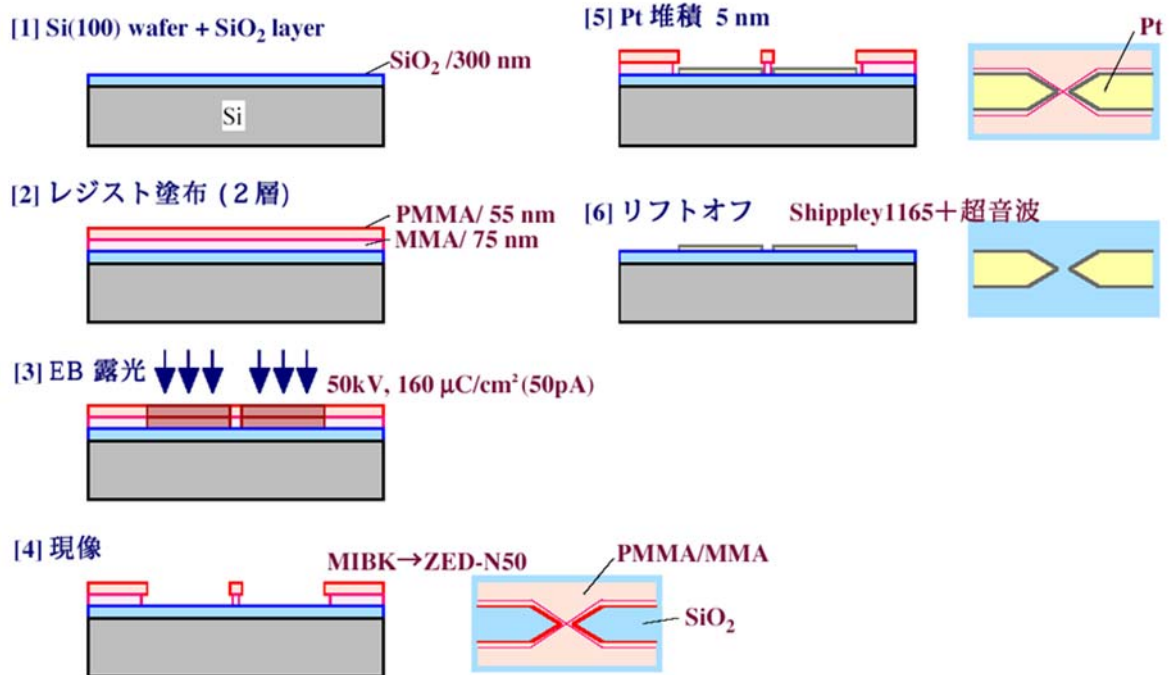 [1] Si(100) wafer + SiO₂ layer
SiO₂ /300 nm
Si
[2] レジスト塗布 (２層)
PMMA/ 55 nm
MMA/ 75 nm
[3] EB 露光
50kV, 160 μC/cm² (50pA)
[4] 現像
MIBK→ZED-N50
PMMA/MMA
SiO₂
[5] Pt 堆積 5 nm
Pt
[6] リフトオフ
Shippley1165＋超音波